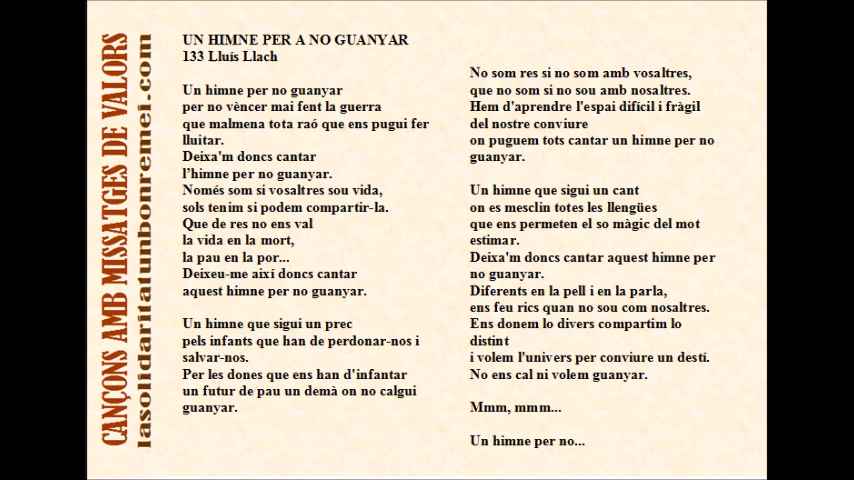 CANÇONS AMB MISSATGES DE VALORS
lasolidaritatunbonremei.com
UN HIMNE PER A NO GUANYAR
133 Lluís Llach
Un himne per no guanyar
per no vèncer mai fent la guerra
que malmena tota raó que ens pugui fer
lluitar.
Deixa'm doncs cantar
l’himne per no guanyar.
Només som si vosaltres sou vida,
sols tenim si podem compartir-la.
Que de res no ens val
la vida en la mort,
la pau en la por...
Deixeu-me així doncs cantar
aquest himne per no guanyar.
Un himne que sigui un prec
pels infants que han de perdonar-nos i
salvar-nos.
Per les dones que ens han d'infantar
un futur de pau un demà on no calgui
guanyar.
No som res si no som amb vosaltres,
que no som si no sou amb nosaltres.
Hem d'aprendre l'espai difícil i fràgil
del nostre conviure
on puguem tots cantar un himne per no
guanyar.
Un himne que sigui un cant
on es mesclin totes les llengües
que ens permeten el so màgic del mot
estimar.
Deixa'm doncs cantar aquest himne per
no guanyar.
Diferents en la pell i en la parla,
ens feu rics quan no sou com nosaltres.
Ens donem lo divers compartim lo
distint
i volem l'univers per conviure un destí.
No ens cal ni volem guanyar.
Mmm, mmm...
Un himne per no...